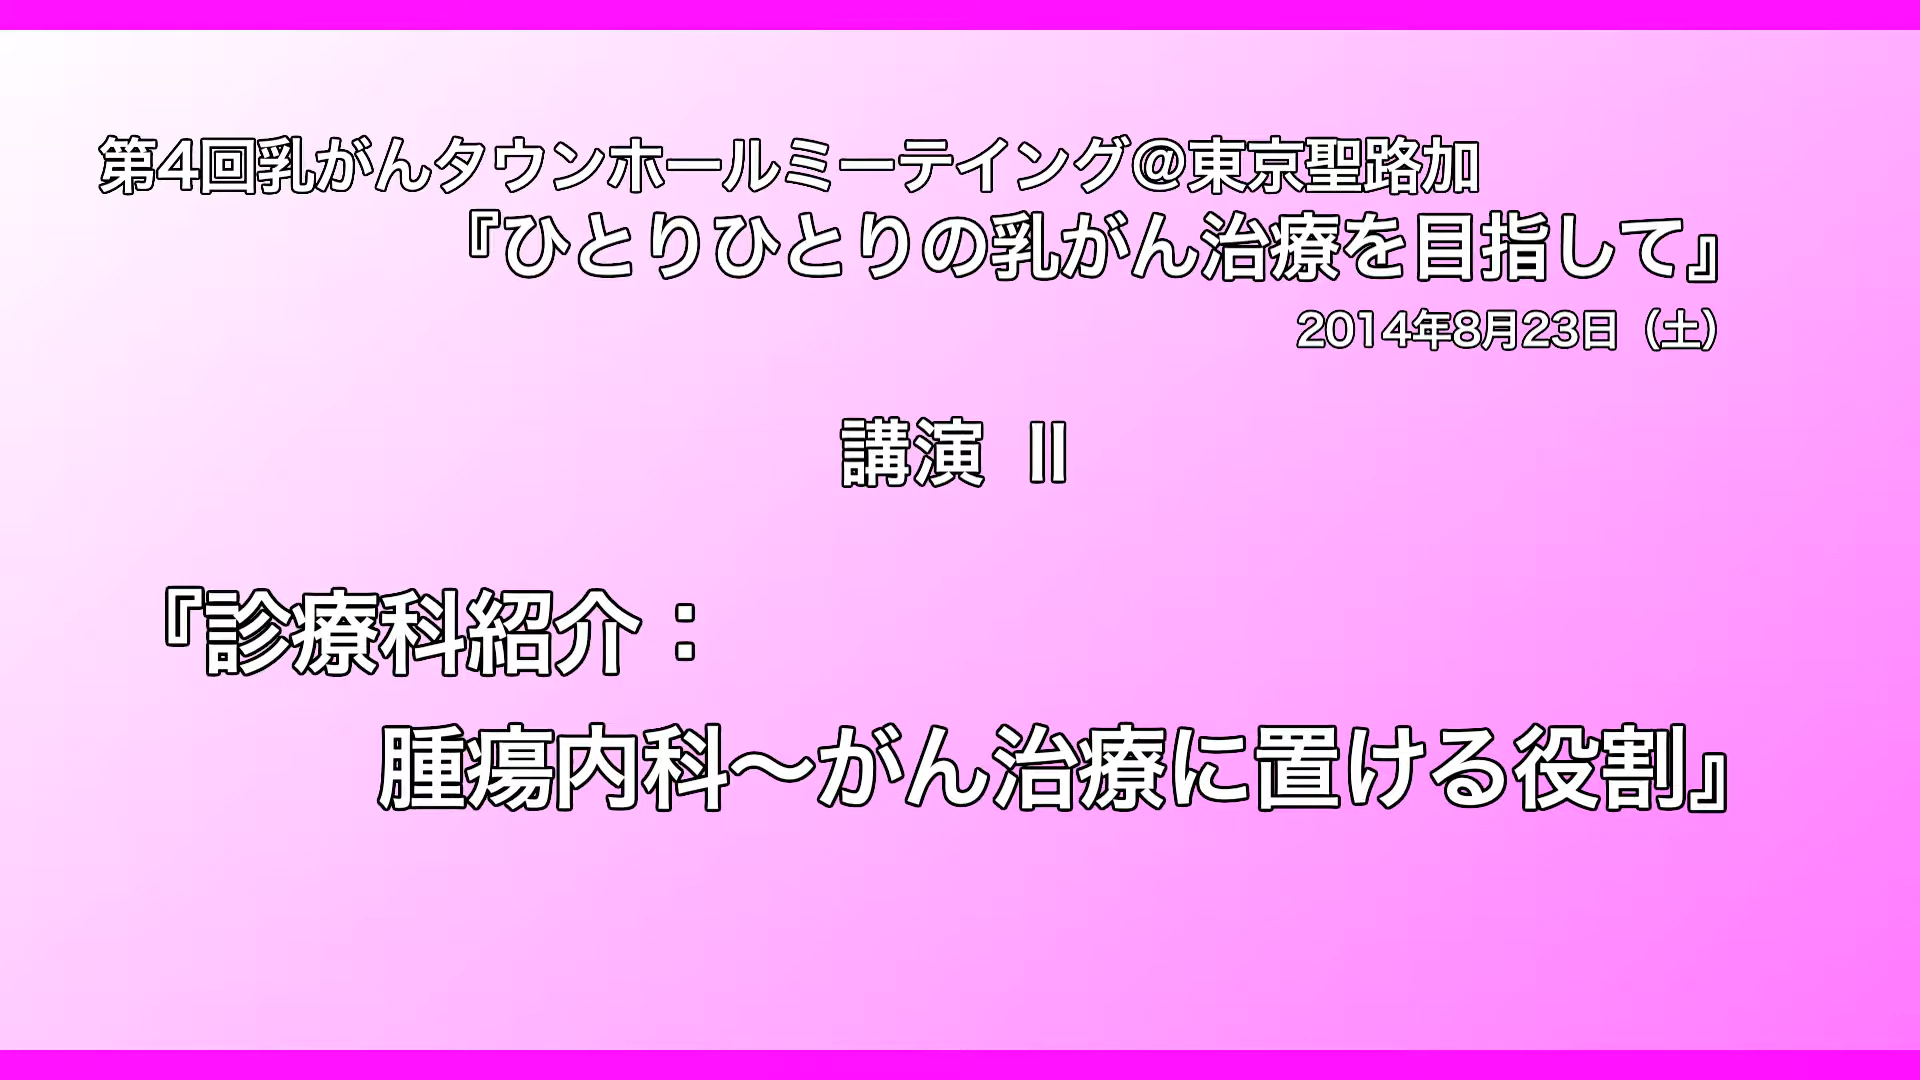 第4回乳がんタウンホールミーテイング@東京聖路加
『ひとりひとりの乳がん治療を目指して』
2014年8月23日（土）
講演 Ⅱ
『診療科紹介：
腫瘍内科〜がん治療に置ける役割』